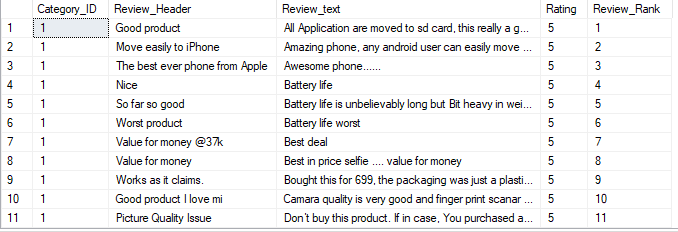 Category_ID Review_Header Review_text Rating Review_Rank
1 1 Good product All Application are moved to sd card, this really a g... 5 1
2 1 Move easily to iPhone Amazing phone, any android user can easily move ... 5 2
3 1 The best ever phone from Apple Awesome phone...... 5 3
4 1 Nice Battery life 5 4
5 1 So far so good Battery life is unbelievably long but Bit heavy in wei... 5 5
6 1 Worst product Battery life worst 5 6
7 1 Value for money @37k Best deal 5 7
8 1 Value for money Best in price selfie .... value for money 5 8
9 1 Works as it claims. Bought this for 699, the packaging was just a plasti... 5 9
10 1 Good product I love mi Camara quality is very good and finger print scanar ... 5 10
11 1 Picture Quality Issue Don't buy this product. If in case, You purchased a... 5 11